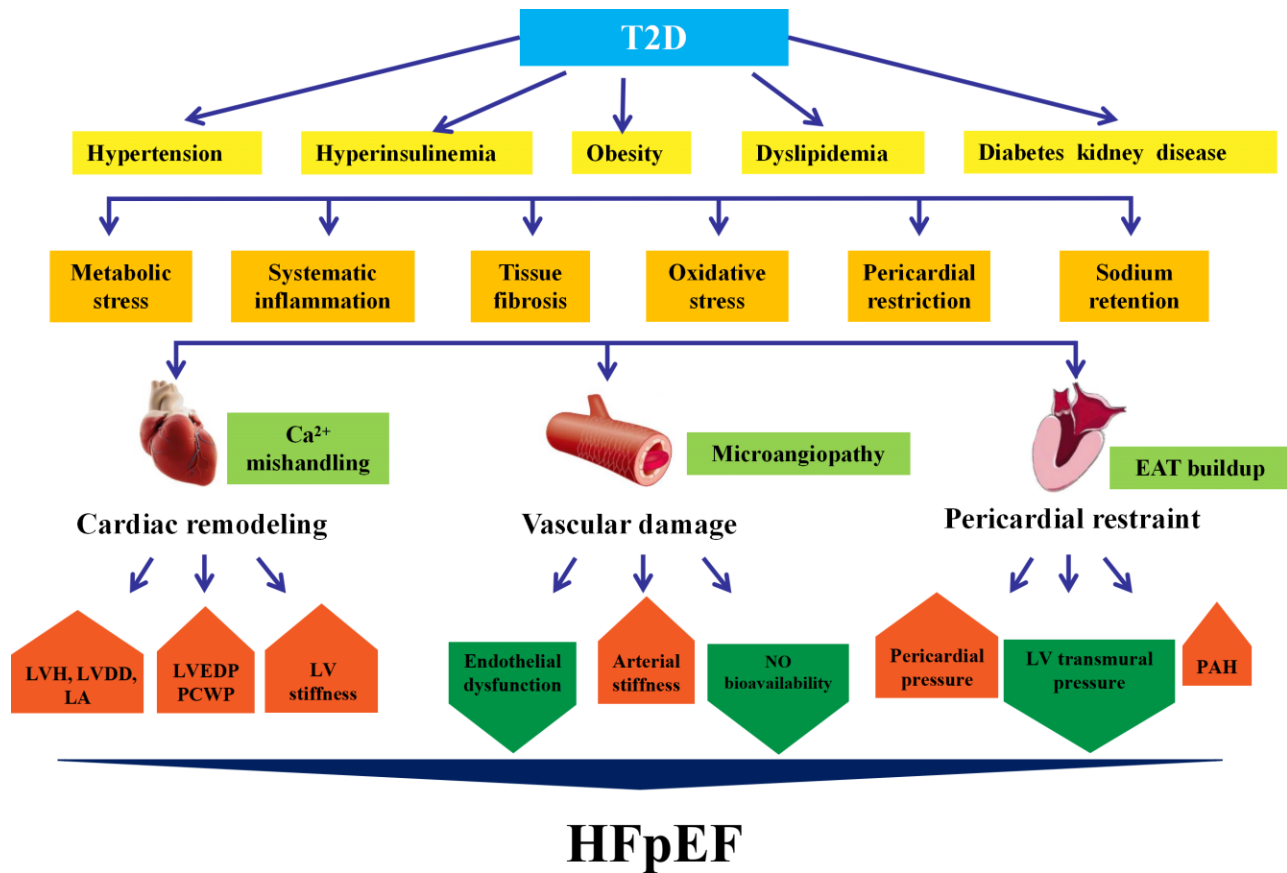 T2D
Hypertension
Hyperinsulinemia
Obesity
Dyslipidemia
Diabetes kidney disease
Metabolic
stress
Systematic
inflammation
Tissue
fibrosis
Oxidative
stress
Pericardial
restriction
Sodium
retention
Ca²⁺
mishandling
Microangiopathy
EAT buildup
Cardiac remodeling
Vascular damage
Pericardial restraint
LVH, LVDD,
LA
LVEDP
PCWP
LV
stiffness
Endothelial
dysfunction
Arterial
stiffness
NO
bioavailability
Pericardial
pressure
LV transmural
pressure
PAH
HFpEF